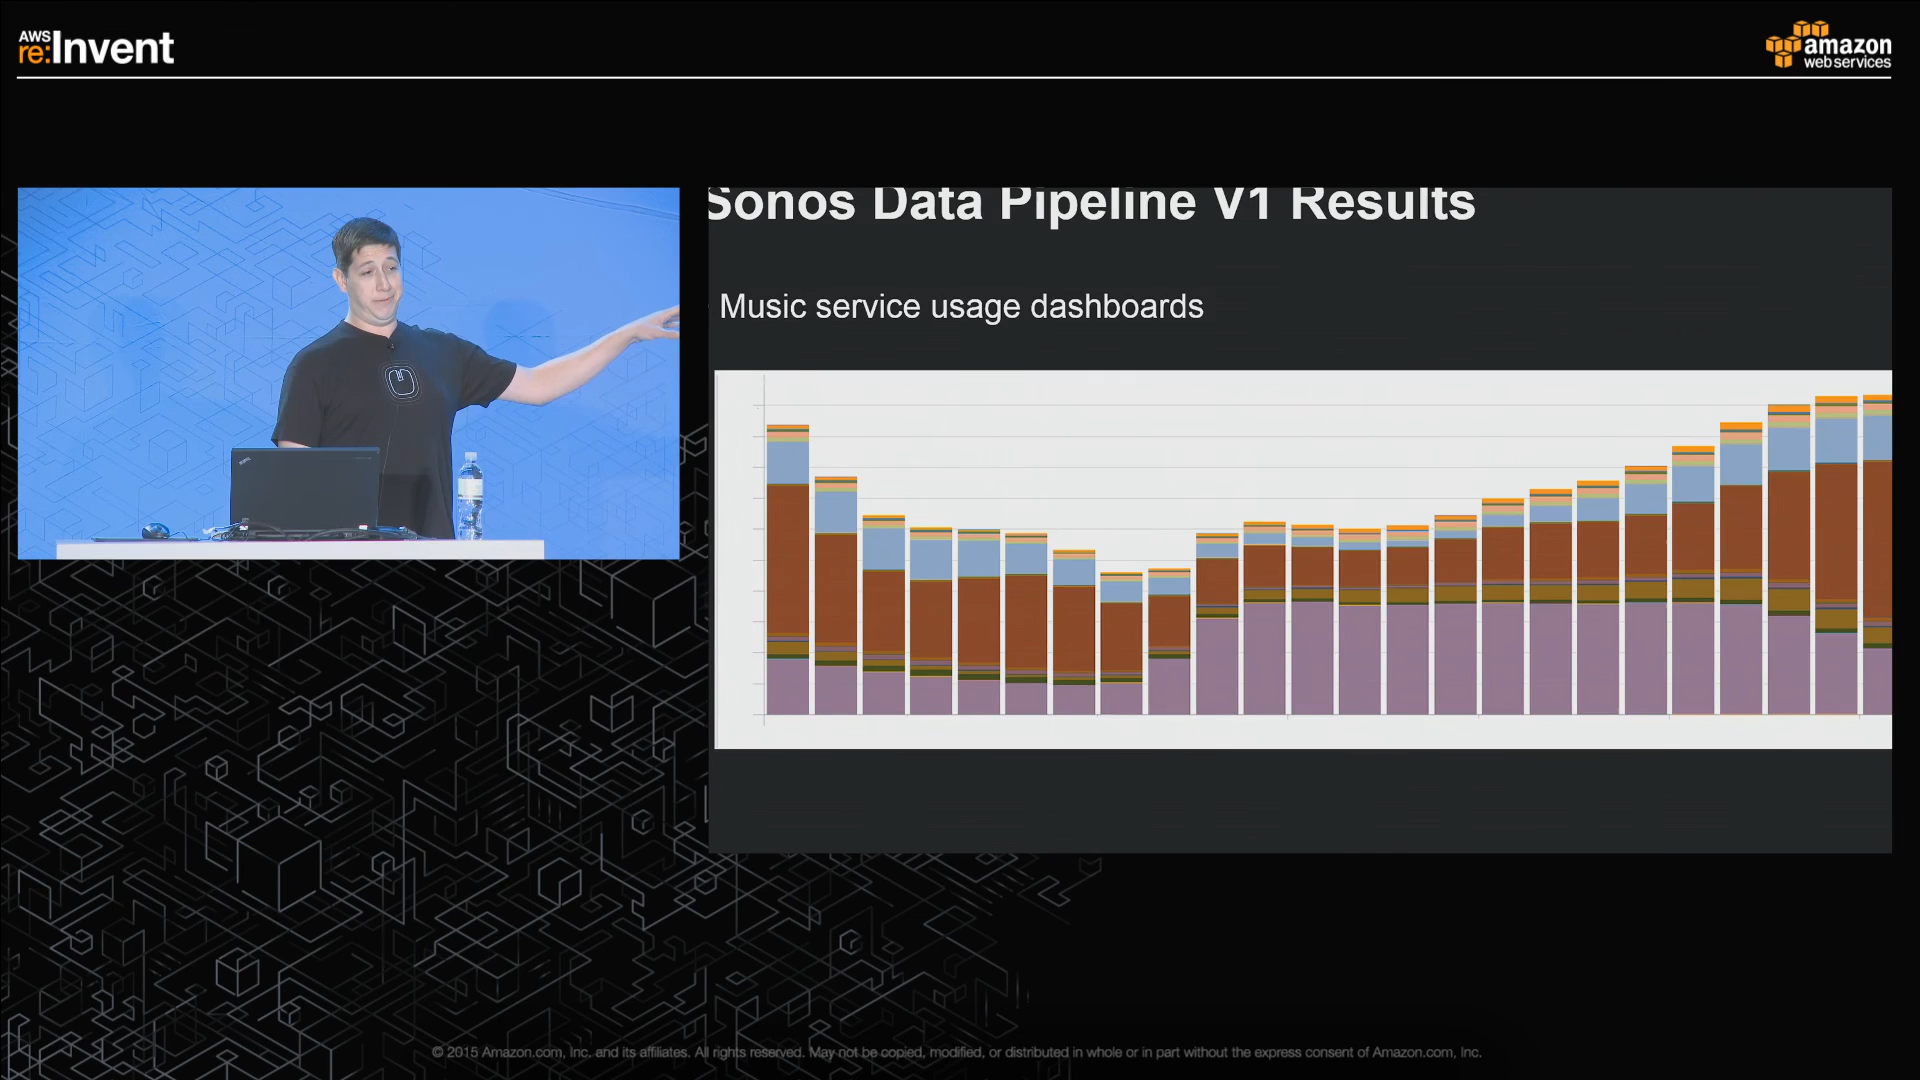 AWS
re:Invent
amazon
web services
Sonos Data Pipeline V1 Results
Music service usage dashboards
© 2015 Amazon.com, Inc. and its affiliates. All rights reserved. May not be copied, modified, or distributed in whole or in part without the express consent of Amazon.com, Inc.